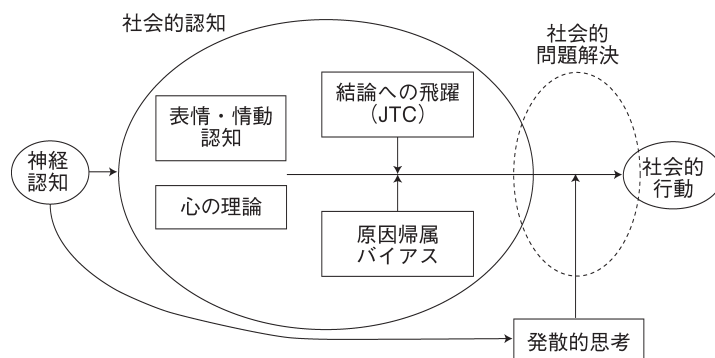 社会的認知
社会的
問題解決
表情・情動
認知
結論への飛躍
（JTC）
神経
認知
心の理論
原因帰属
バイアス
社会的
行動
発散的思考